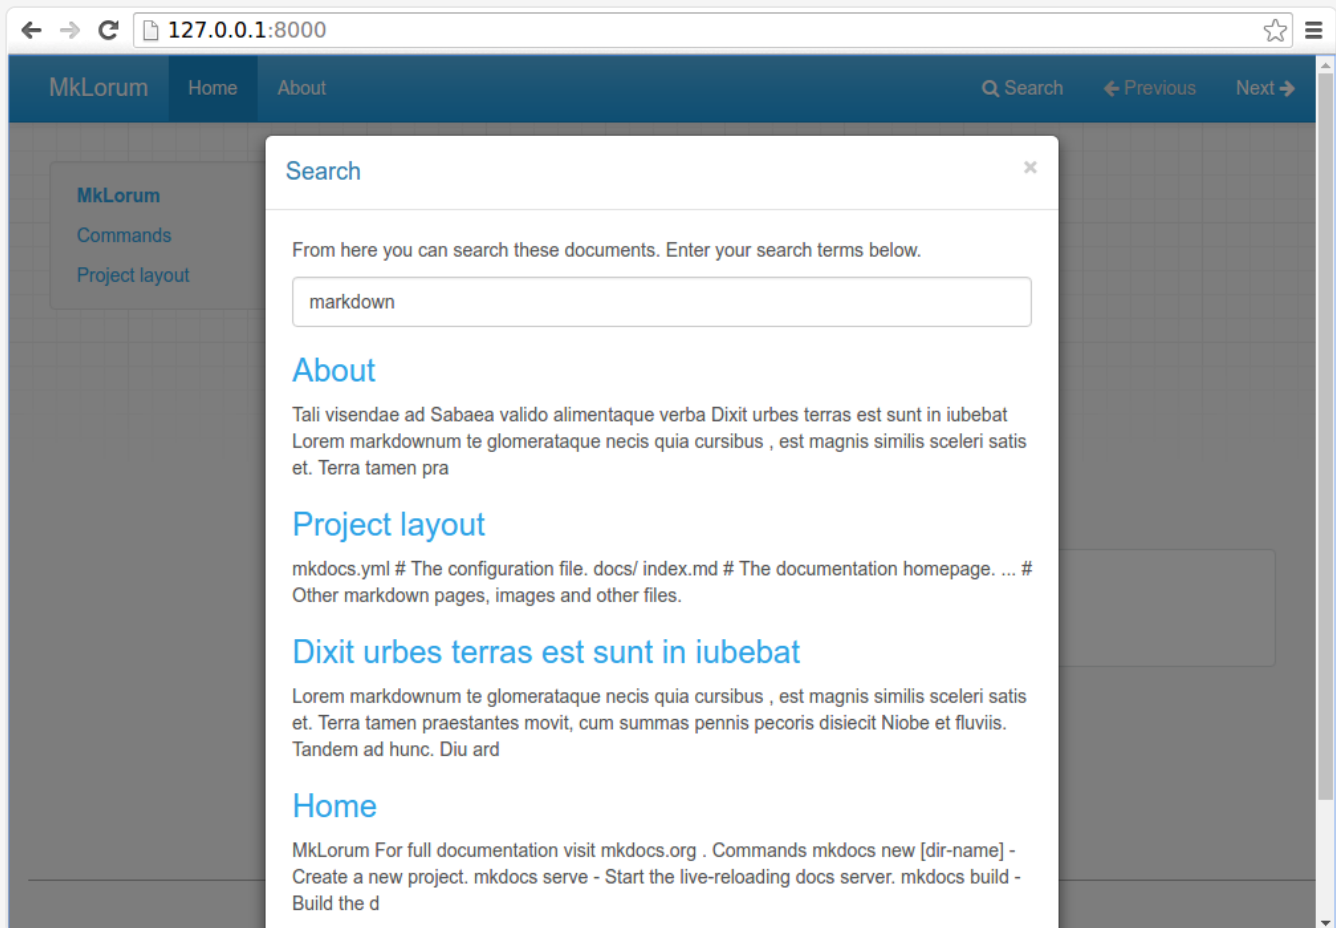 127.0.0.1:8000
MkLorum Home About Search Previous Next
Search ×
MkLorum
Commands
Project layout
From here you can search these documents. Enter your search terms below.
markdown
About
Tali visendae ad Sabaea valido alimentaque verba Dixit urbes terras est sunt in iubebat
Lorem markdownum te glomerataque necis quia cursibus , est magnis similis sceleri satis
et. Terra tamen pra
Project layout
mkdocs.yml # The configuration file. docs/ index.md # The documentation homepage. ... #
Other markdown pages, images and other files.
Dixit urbes terras est sunt in iubebat
Lorem markdownum te glomerataque necis quia cursibus , est magnis similis sceleri satis
et. Terra tamen praestantes movit, cum summas pennis pecoris disiecit Niobe et fluviis.
Tandem ad hunc. Diu ard
Home
MkLorum For full documentation visit mkdocs.org . Commands mkdocs new [dir-name] -
Create a new project. mkdocs serve - Start the live-reloading docs server. mkdocs build -
Build the d